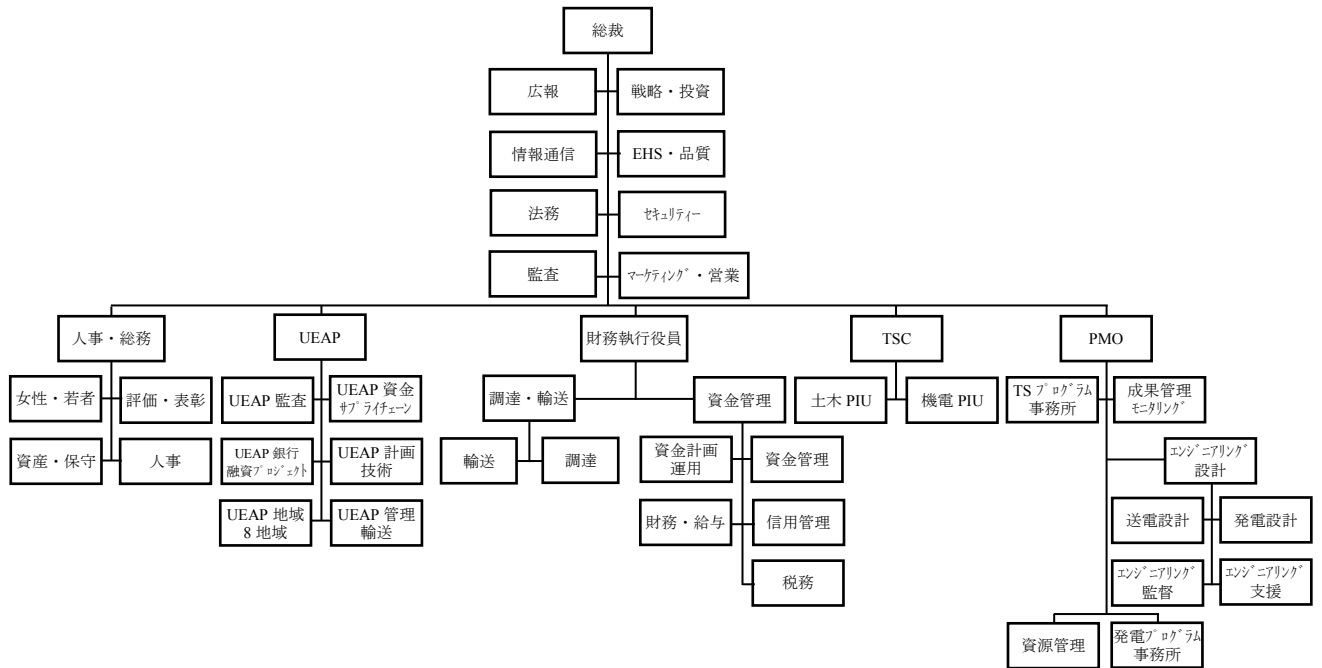 総裁
広報
戦略・投資
情報通信
EHS・品質
法務
ｾｷｭﾘﾃｨｰ
監査
ﾏｰｹﾃｨﾝｸﾞ・営業
人事・総務
UEAP
財務執行役員
TSC
PMO
女性・若者
評価・表彰
資産・保守
人事
UEAP 監査
UEAP 資金
ｻﾌﾟﾗｲﾁｪｰﾝ
UEAP 銀行
融資ﾌﾟﾛｼﾞｪｸﾄ
UEAP 計画
技術
UEAP 地域
8 地域
UEAP 管理
輸送
調達・輸送
資金管理
輸送
調達
資金計画
運用
資金管理
財務・給与
信用管理
税務
土木 PIU
機電 PIU
TS ﾌﾟﾛｸﾞﾗﾑ
事務所
成果管理
ﾓﾆﾀﾘﾝｸﾞ
ｴﾝｼﾞﾆｱﾘﾝｸﾞ
設計
送電設計
発電設計
ｴﾝｼﾞﾆｱﾘﾝｸﾞ
監督
ｴﾝｼﾞﾆｱﾘﾝｸﾞ
支援
資源管理
発電ﾌﾟﾛｸﾞﾗﾑ
事務所